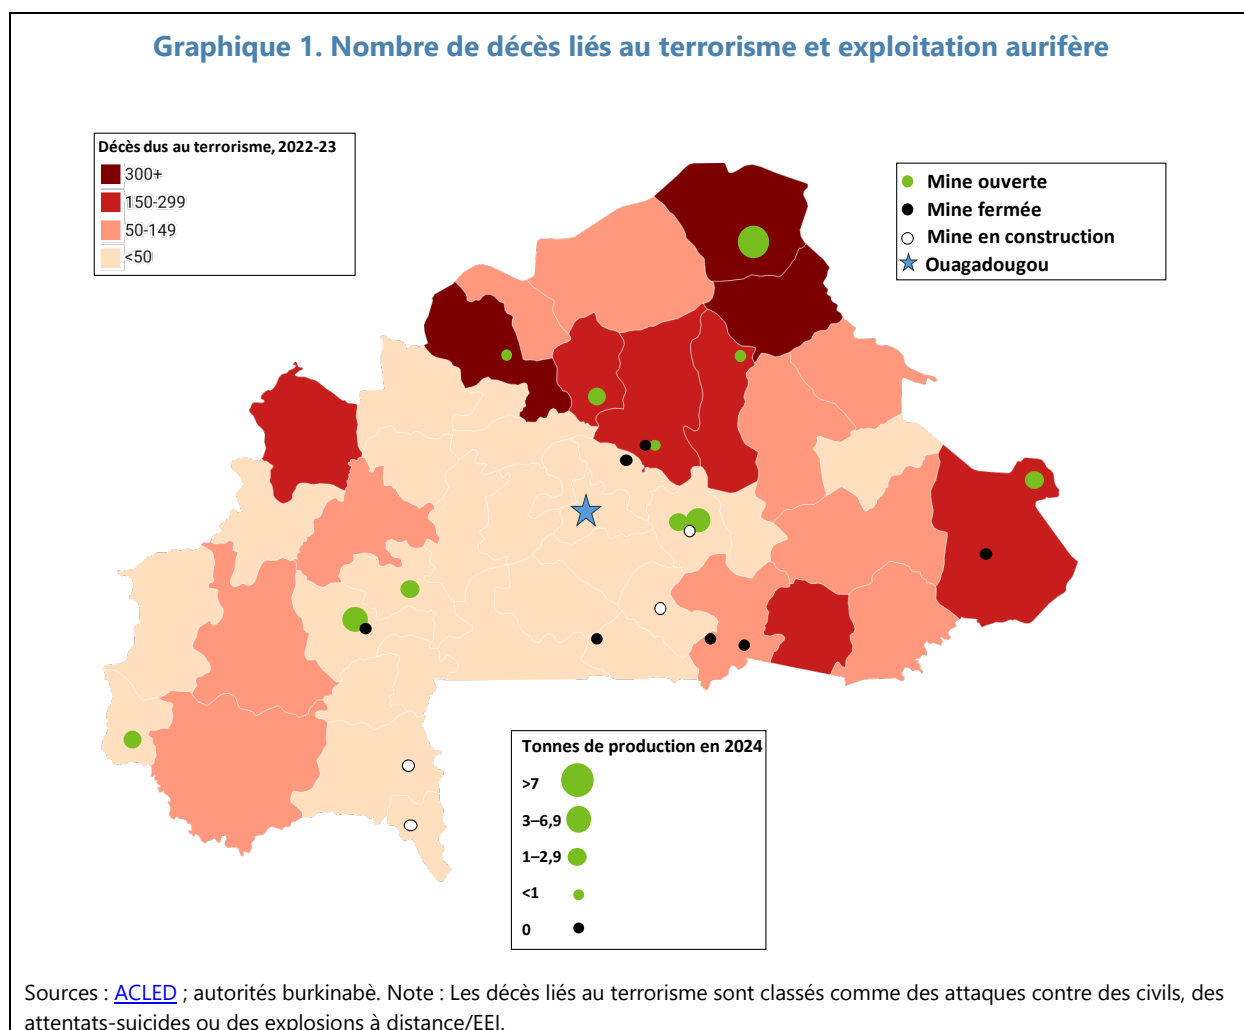 Graphique 1. Nombre de décès liés au terrorisme et exploitation aurifère
Décès dus au terrorisme, 2022-23
300+
150-299
50-149
<50
Mine ouverte
Mine fermée
Mine en construction
Ouagadougou
Tonnes de production en 2024
>7
3–6,9
1–2,9
<1
0
Sources : ACLED ; autorités burkinabè. Note : Les décès liés au terrorisme sont classés comme des attaques contre des civils, des
attentats-suicides ou des explosions à distance/EEI.